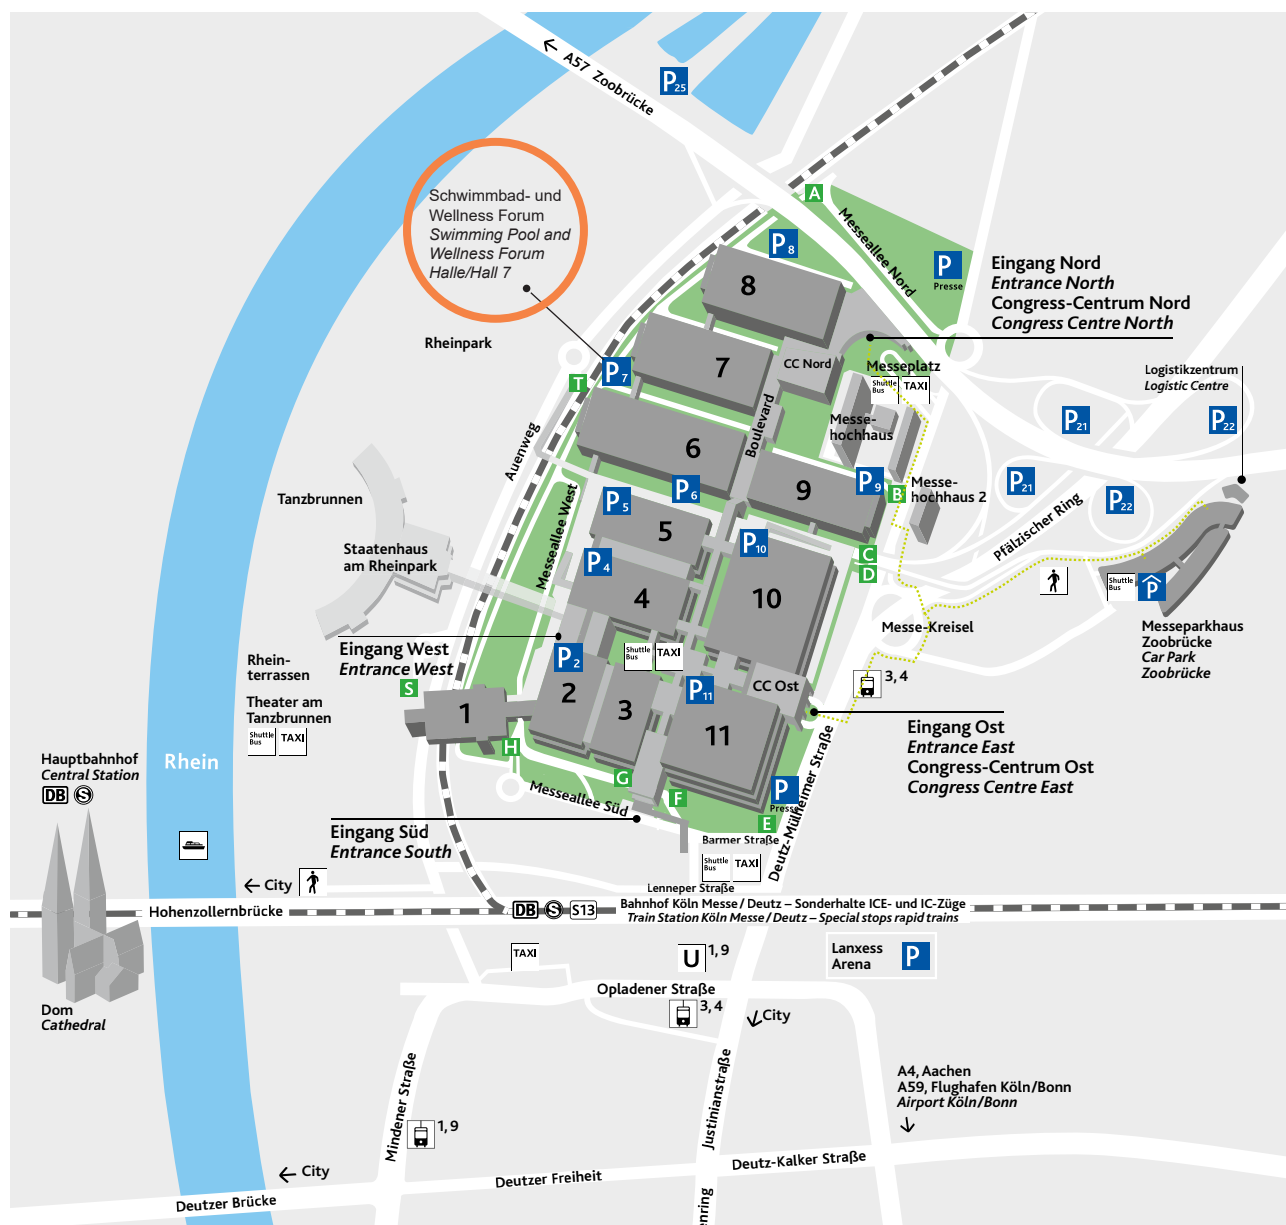 A57 Zoobrücke
P25
Schwimmbad- und
Wellness Forum
Swimming Pool and
Wellness Forum
Halle/Hall 7
A
Messeallee Nord
P8
P
Presse
Eingang Nord
Entrance North
Congress-Centrum Nord
Congress Centre North
8
Rheinpark
7
P7
T
CC Nord
Messeplatz
Shuttle
Bus
TAXI
Logistikzentrum
Logistic Centre
P21
P22
Messe-
hochhaus
Boulevard
Auenweg
6
P6
9
P9
B
Messe-
hochhaus 2
P21
P22
Pfälzischer Ring
Tanzbrunnen
Messeallee West
P5
5
P10
C
D
Staatenhaus
am Rheinpark
P4
4
10
Shuttle
Bus
P
Messeparkhaus
Zoobrücke
Car Park
Zoobrücke
Messe-Kreisel
Eingang West
Entrance West
P2
Shuttle
Bus
TAXI
3, 4
Rhein-
terrassen
Theater am
Tanzbrunnen
Shuttle
Bus
TAXI
S
1
2
3
P11
CC Ost
11
Eingang Ost
Entrance East
Congress-Centrum Ost
Congress Centre East
Rhein
Hauptbahnhof
Central Station
DB
S
H
G
F
E
P
Presse
Messeallee Süd
Deutz-Mülheimer Straße
Eingang Süd
Entrance South
Barmer Straße
Shuttle
Bus
TAXI
City
Lenneper Straße
Hohenzollernbrücke
DB
S
S13
Bahnhof Köln Messe/Deutz – Sonderhalte ICE- und IC-Züge
Train Station Köln Messe/Deutz – Special stops rapid trains
TAXI
U
1, 9
Lanxess
Arena
P
Opladener Straße
3, 4
City
Dom
Cathedral
Mindener Straße
1, 9
Justinianstraße
A4, Aachen
A59, Flughafen Köln/Bonn
Airport Köln/Bonn
City
Deutzer Brücke
Deutzer Freiheit
Deutz-Kalker Straße
enring